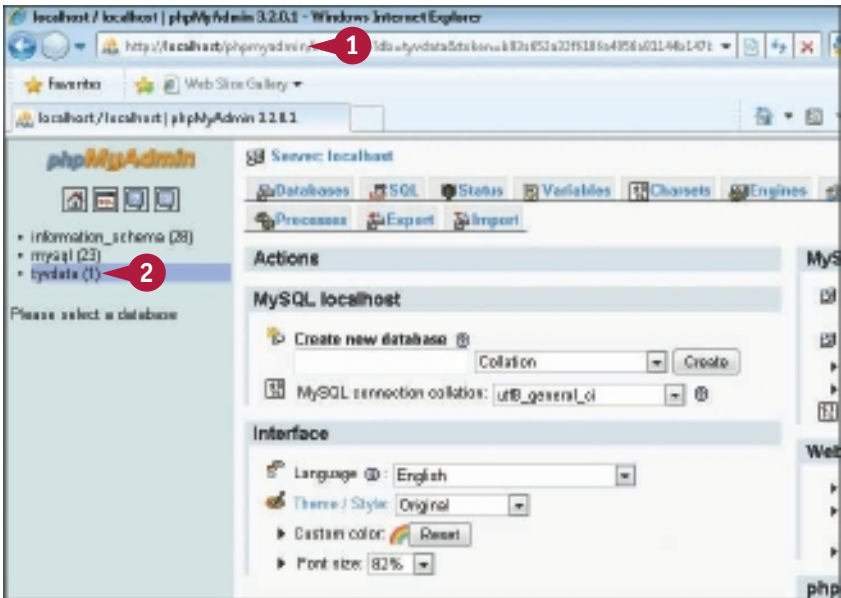 localhost / localhost | phpMyAdmin 3.2.0.1 - Windows Internet Explorer
http://localhost/phpmyadmin/
1
Favorites Web Slice Gallery
localhost / localhost | phpMyAdmin 3.2.0.1
phpMyAdmin
information_schema (28)
mysql (23)
tyvdata (1)
2
Please select a database
Server: localhost
Databases SQL Status Variables Charsets Engines
Processes Export Import
Actions
MySQL localhost
Create new database
Collation Create
MySQL connection collation: utf8_general_ci
Interface
Language : English
Theme / Style: Original
Custom color: Reset
Font size: 82%
MyS
Web
php